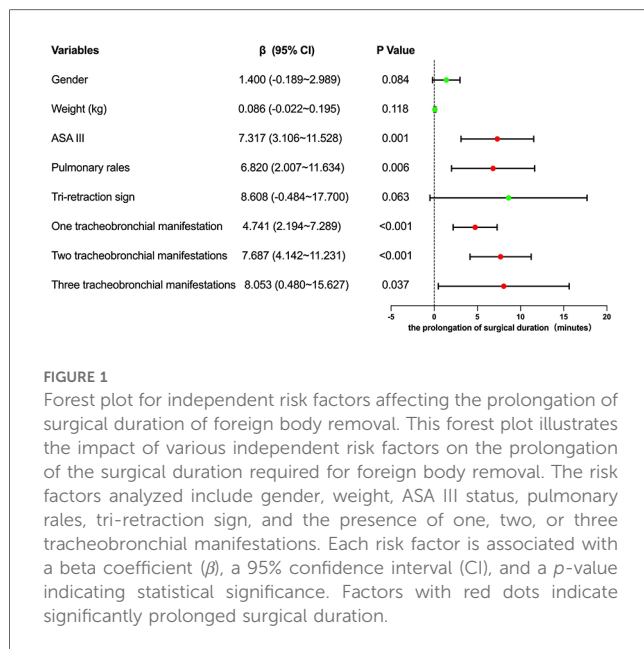 Variables β (95% CI) P Value
Gender 1.400 (-0.189~2.989) 0.084
Weight (kg) 0.086 (-0.022~0.195) 0.118
ASA III 7.317 (3.106~11.528) 0.001
Pulmonary rales 6.820 (2.007~11.634) 0.006
Tri-retraction sign 8.608 (-0.484~17.700) 0.063
One tracheobronchial manifestation 4.741 (2.194~7.289) <0.001
Two tracheobronchial manifestations 7.687 (4.142~11.231) <0.001
Three tracheobronchial manifestations 8.053 (0.480~15.627) 0.037
-5 0 5 10 15 20
the prolongation of surgical duration（minutes）
FIGURE 1
Forest plot for independent risk factors affecting the prolongation of
surgical duration of foreign body removal. This forest plot illustrates
the impact of various independent risk factors on the prolongation
of the surgical duration required for foreign body removal. The risk
factors analyzed include gender, weight, ASA III status, pulmonary
rales, tri-retraction sign, and the presence of one, two, or three
tracheobronchial manifestations. Each risk factor is associated with
a beta coefficient (β), a 95% confidence interval (CI), and a p-value
indicating statistical significance. Factors with red dots indicate
significantly prolonged surgical duration.